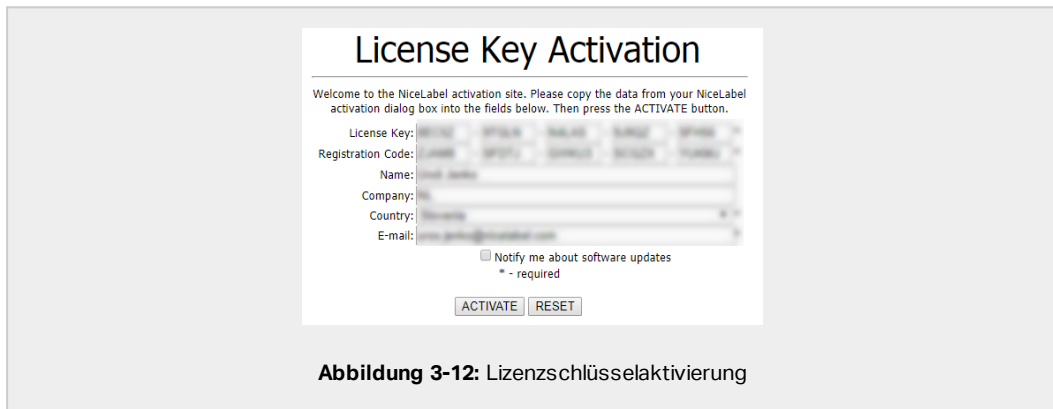 License Key Activation
Welcome to the NiceLabel activation site. Please copy the data from your NiceLabel
activation dialog box into the fields below. Then press the ACTIVATE button.
License Key: - - - - *
Registration Code: - - - - *
Name:
Company:
Country: *
E-mail: *
Notify me about software updates
* - required
ACTIVATE RESET
Abbildung 3-12: Lizenzschlüsselaktivierung